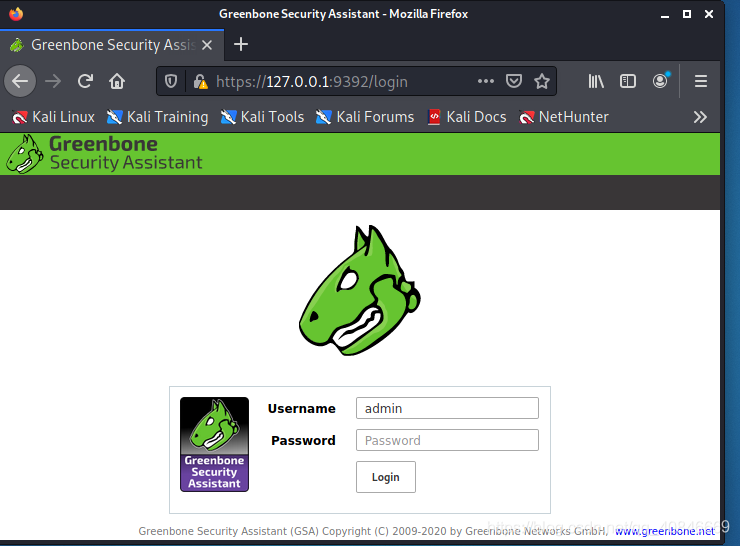 Greenbone Security Assistant - Mozilla Firefox
Greenbone Security Assis
https://127.0.0.1:9392/login
Kali Linux Kali Training Kali Tools Kali Forums Kali Docs NetHunter
Greenbone
Security Assistant
Username admin
Password Password
Login
Greenbone
Security
Assistant
Greenbone Security Assistant (GSA) Copyright (C) 2009-2020 by Greenbone Networks GmbH, www.greenbone.net